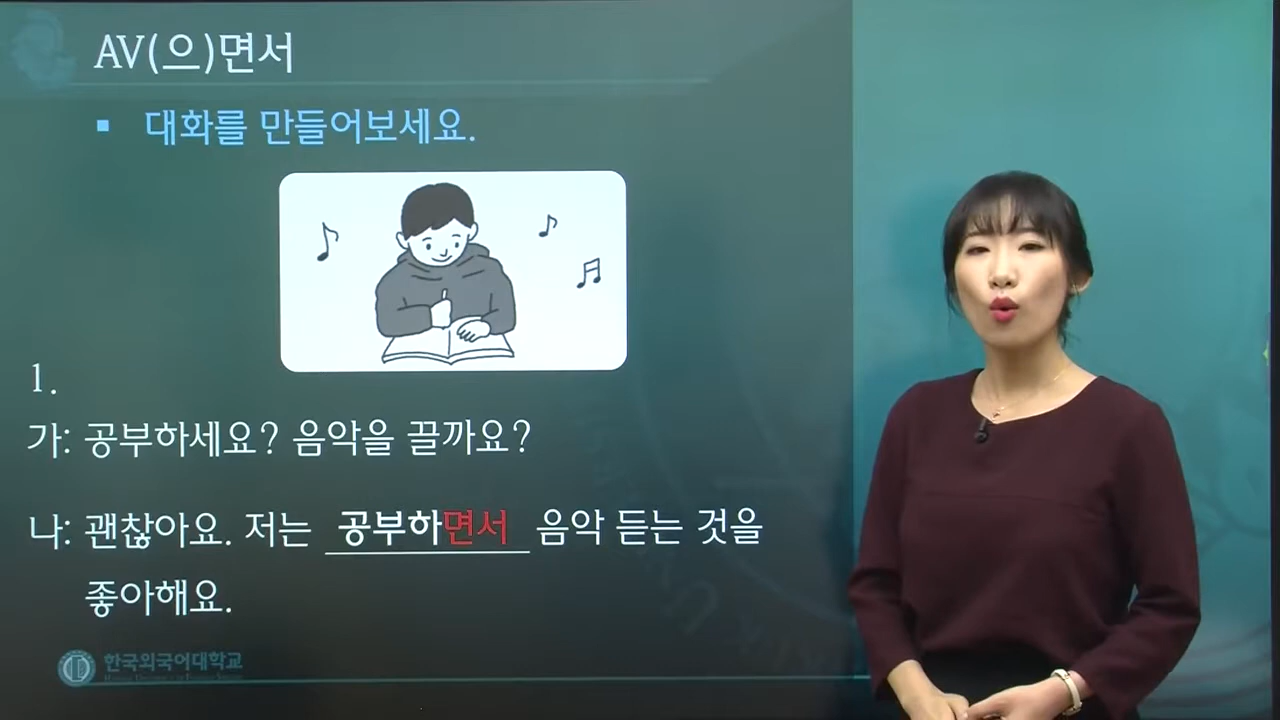 AV(으)면서
▪ 대화를 만들어보세요.
1.
가: 공부하세요? 음악을 끌까요?
나: 괜찮아요. 저는 공부하면서 음악 듣는 것을
좋아해요.
한국외국어대학교